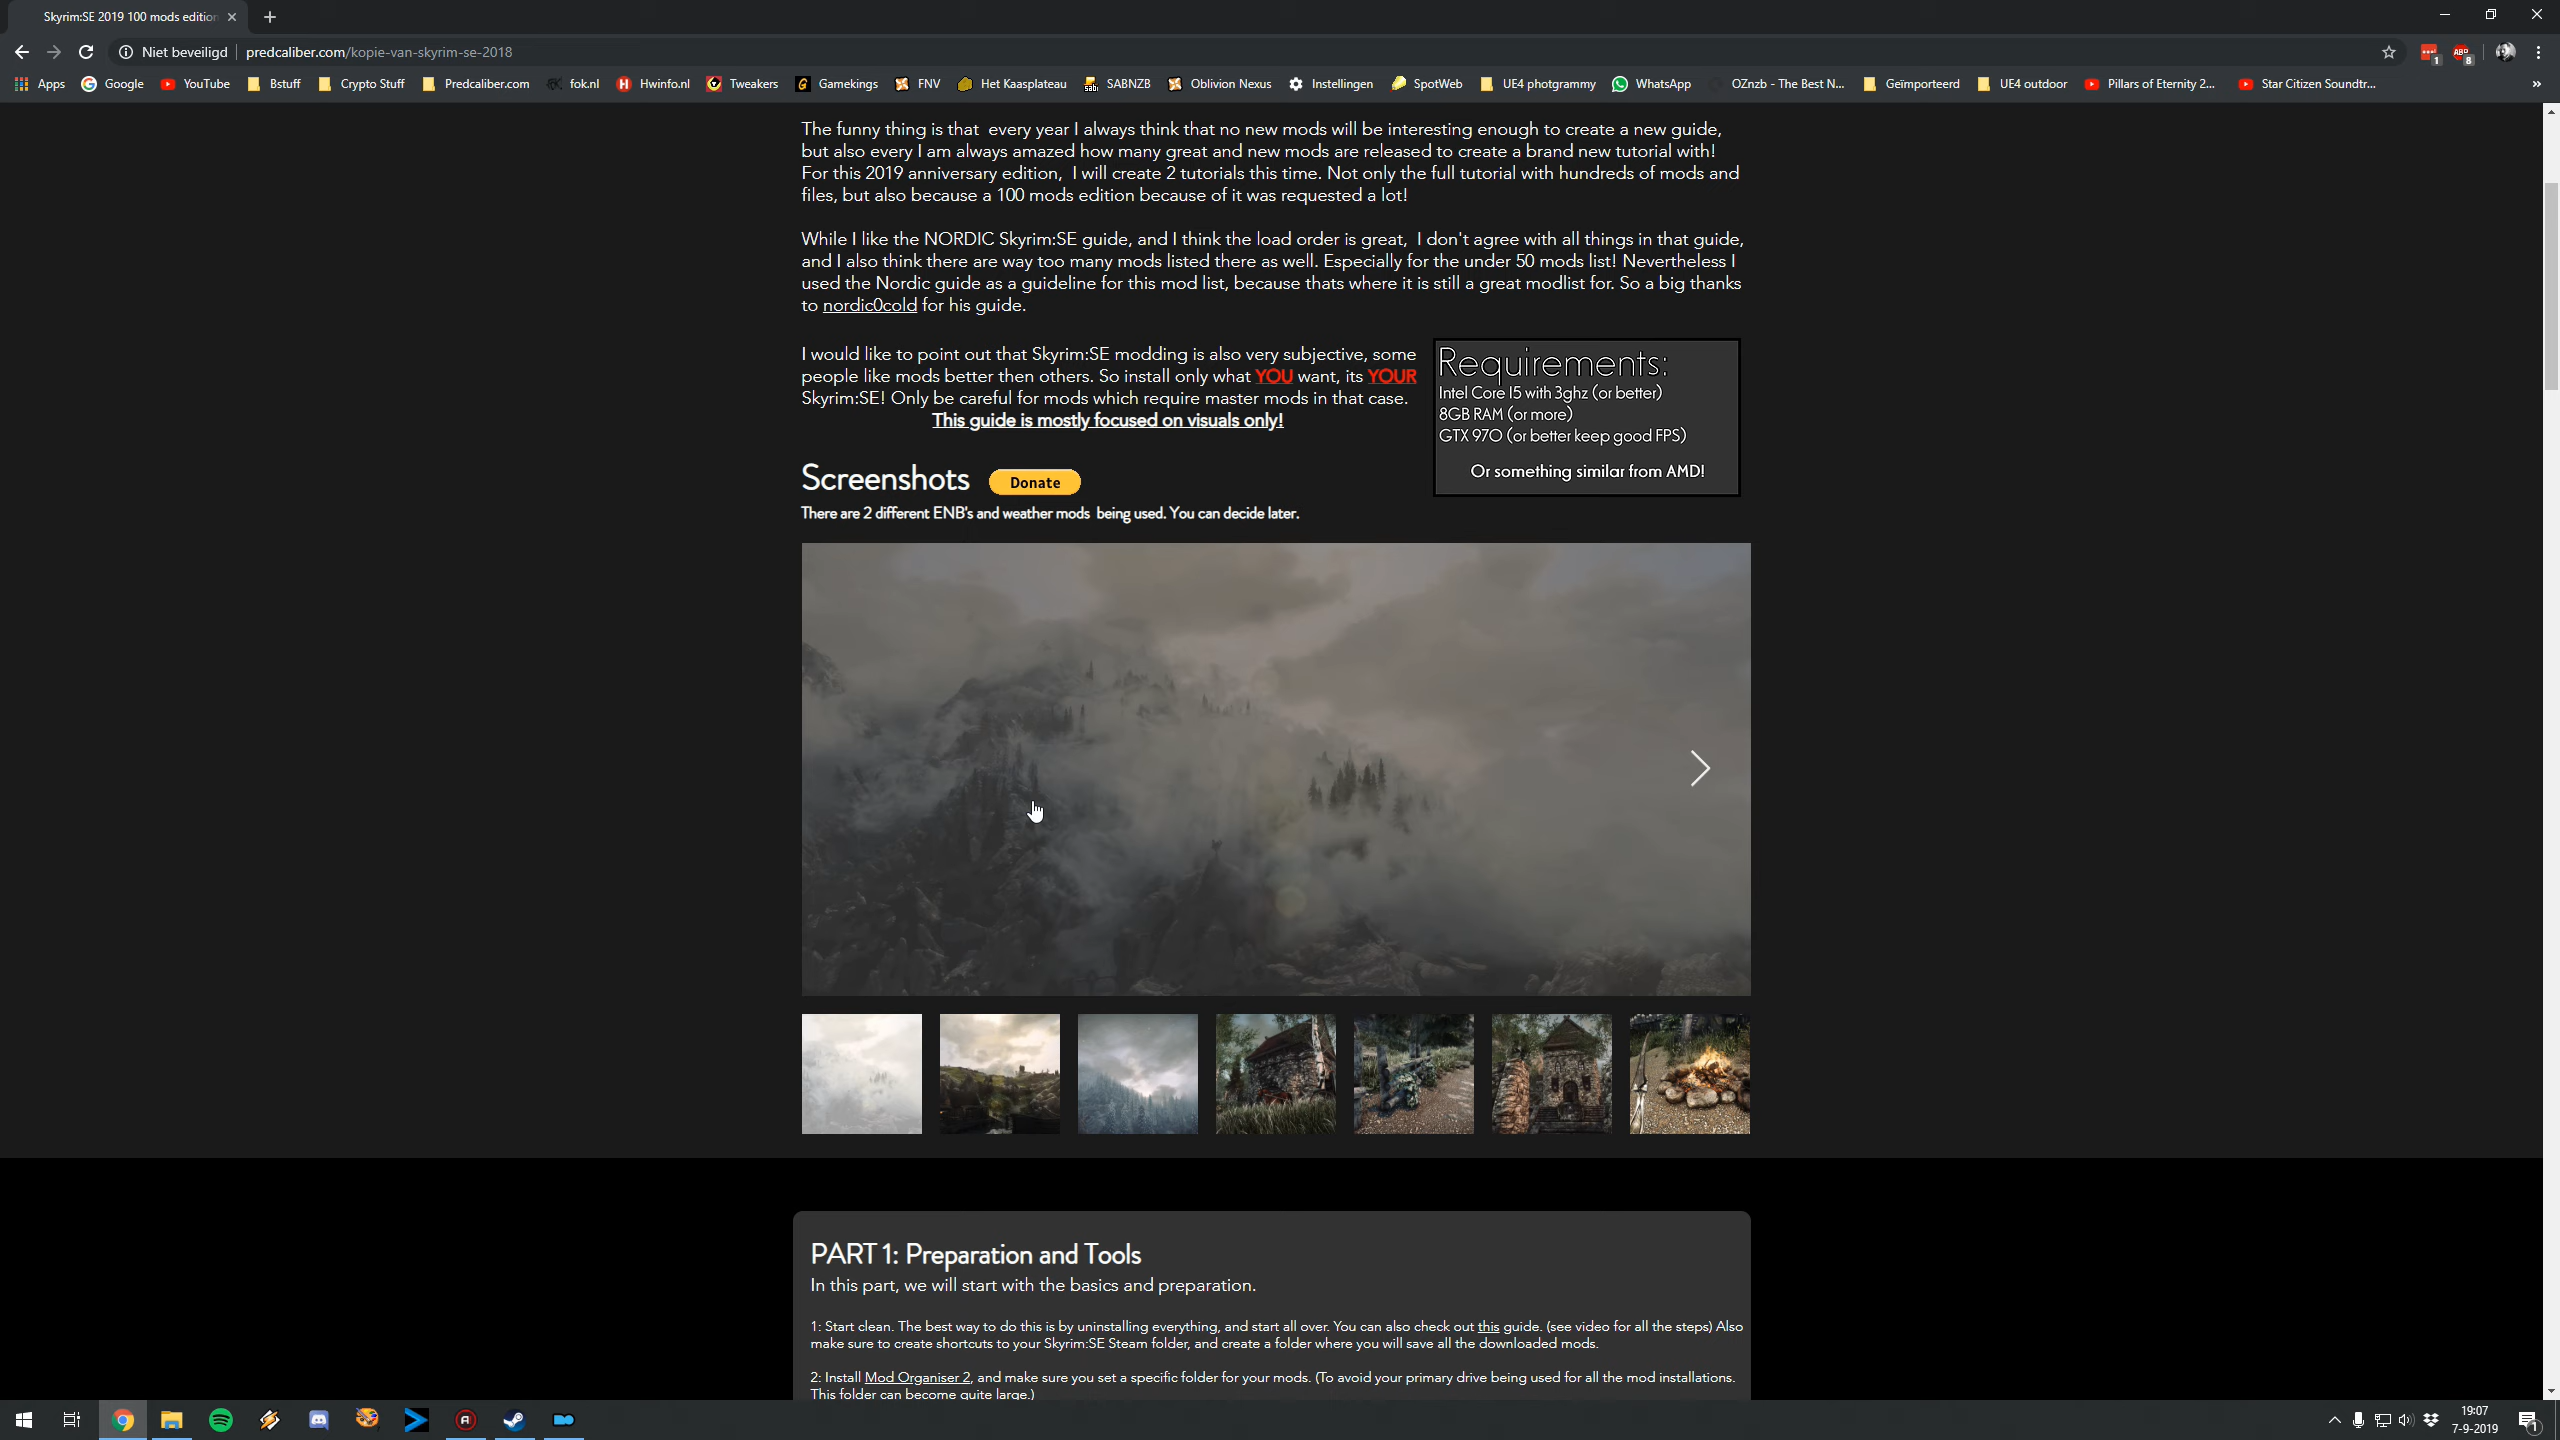 Skyrim:SE 2019 100 mods edition
Niet beveiligd
predcaliber.com/kopie-van-skyrim-se-2018
1
ABP
8
Apps
Google
YouTube
Bstuff
Crypto Stuff
Predcaliber.com
fok.nl
Hwinfo.nl
Tweakers
Gamekings
FNV
Het Kaasplateau
SABNZB
Oblivion Nexus
Instellingen
SpotWeb
UE4 photgrammy
WhatsApp
OZnzb - The Best N...
Geïmporteerd
UE4 outdoor
Pillars of Eternity 2...
Star Citizen Soundtr...
»
The funny thing is that every year I always think that no new mods will be interesting enough to create a new guide,
but also every I am always amazed how many great and new mods are released to create a brand new tutorial with!
For this 2019 anniversary edition, I will create 2 tutorials this time. Not only the full tutorial with hundreds of mods and
files, but also because a 100 mods edition because of it was requested a lot!
While I like the NORDIC Skyrim:SE guide, and I think the load order is great, I don't agree with all things in that guide,
and I also think there are way too many mods listed there as well. Especially for the under 50 mods list! Nevertheless I
used the Nordic guide as a guideline for this mod list, because thats where it is still a great modlist for. So a big thanks
to nordic0cold for his guide.
I would like to point out that Skyrim:SE modding is also very subjective, some
people like mods better then others. So install only what YOU want, its YOUR
Skyrim:SE! Only be careful for mods which require master mods in that case.
This guide is mostly focused on visuals only!
Requirements:
Intel Core I5 with 3ghz (or better)
8GB RAM (or more)
GTX 970 (or better keep good FPS)
Or something similar from AMD!
Screenshots
Donate
There are 2 different ENB's and weather mods being used. You can decide later.
PART 1: Preparation and Tools
In this part, we will start with the basics and preparation.
1: Start clean. The best way to do this is by uninstalling everything, and start all over. You can also check out this guide. (see video for all the steps) Also
make sure to create shortcuts to your Skyrim:SE Steam folder, and create a folder where you will save all the downloaded mods.
2: Install Mod Organiser 2, and make sure you set a specific folder for your mods. (To avoid your primary drive being used for all the mod installations.
This folder can become quite large.)
19:07
7-9-2019
1